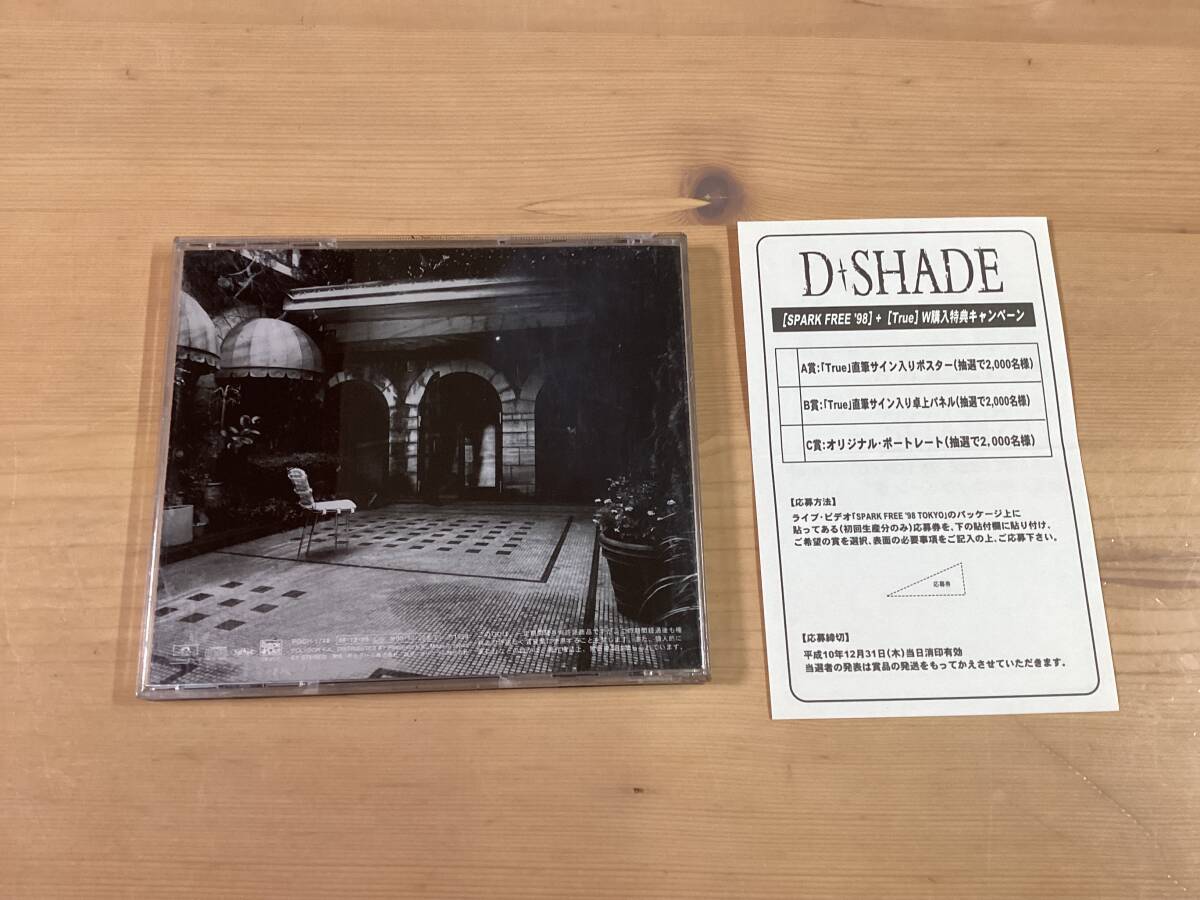 D†SHADE
[SPARK FREE '98] + [True] W購入特典キャンペーン
A賞:「True」直筆サイン入りポスター(抽選で2,000名様)
B賞:「True」直筆サイン入り卓上パネル(抽選で2,000名様)
C賞:オリジナル・ポートレート(抽選で2,000名様)
【応募方法】
ライブ・ビデオ「SPARK FREE '98 TOKYO」のパッケージ上に
貼ってある(初回生産分のみ)応募券を、下の貼付欄に貼り付け、
ご希望の賞を選択、表面の必要事項をご記入の上、ご応募下さい。
応募券
【応募締切】
平成10年12月31日(木)当日消印有効
当選者の発表は賞品の発送をもってかえさせていただきます。